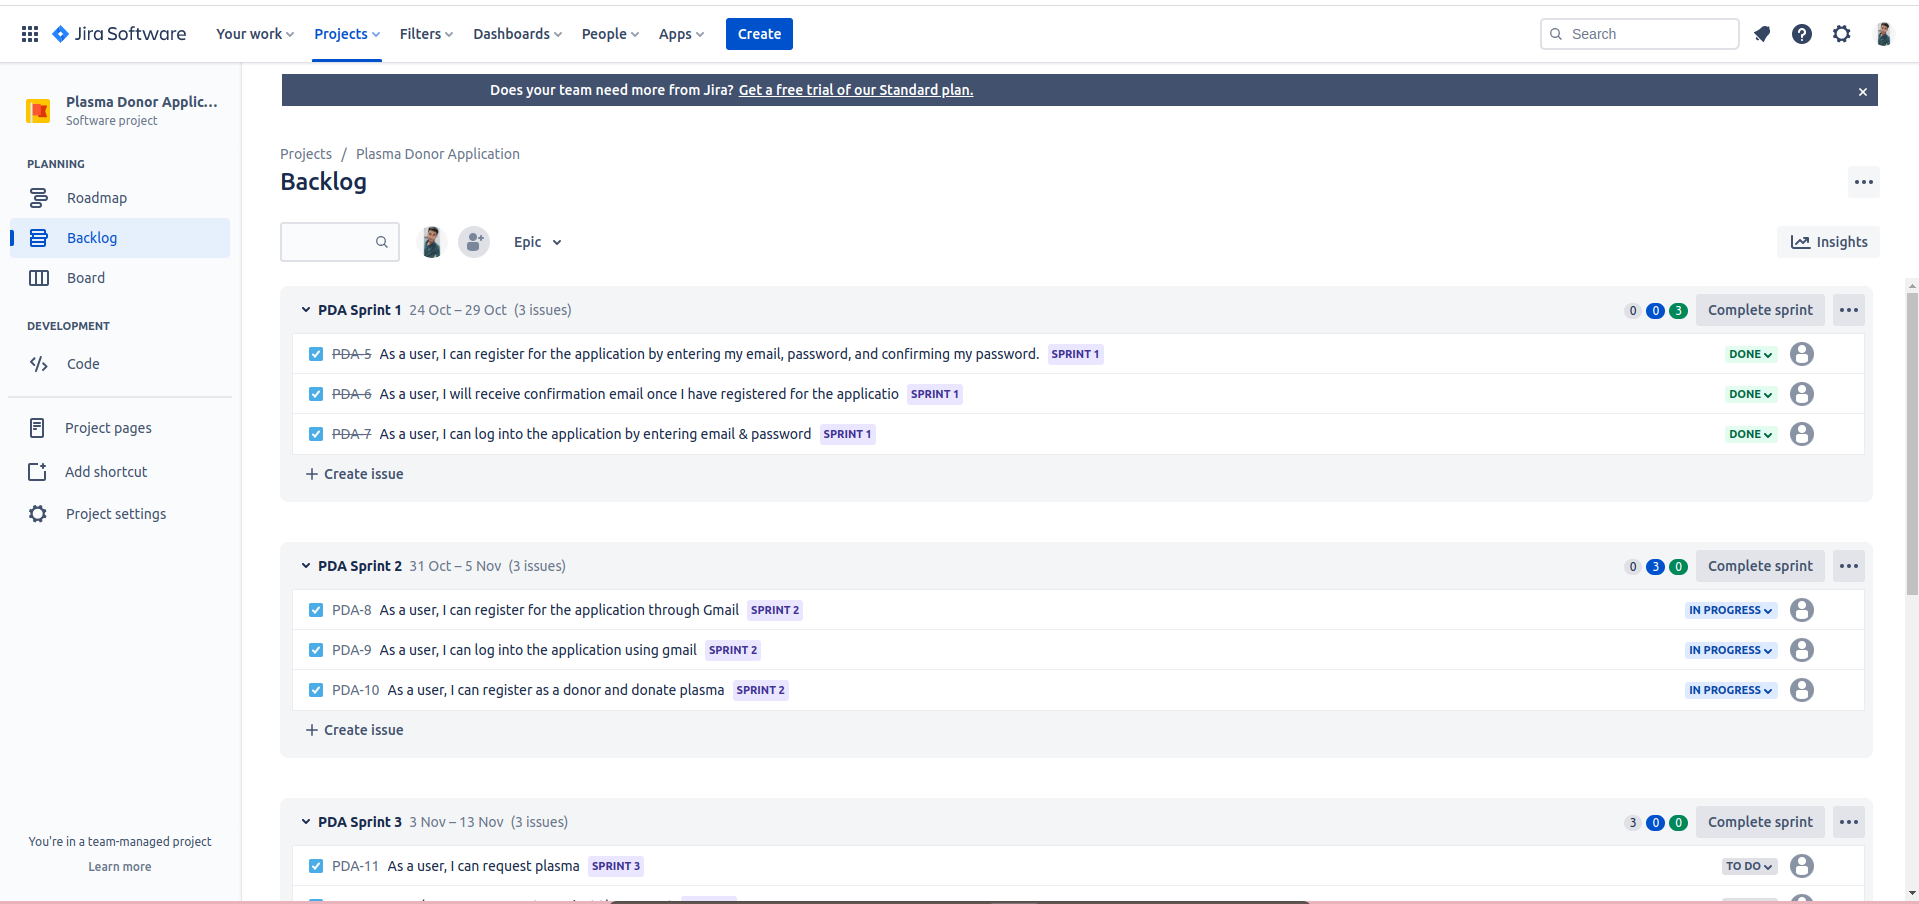 Jira Software Your work Projects Filters Dashboards People Apps Create Search
Does your team need more from Jira? Get a free trial of our Standard plan.
Plasma Donor Applic...
Software project
PLANNING
Roadmap
Backlog
Board
DEVELOPMENT
Code
Project pages
Add shortcut
Project settings
You're in a team-managed project
Learn more
Projects / Plasma Donor Application
Backlog
Epic Insights
PDA Sprint 1 24 Oct – 29 Oct (3 issues) 0 0 3 Complete sprint
PDA-5 As a user, I can register for the application by entering my email, password, and confirming my password. SPRINT 1 DONE
PDA-6 As a user, I will receive confirmation email once I have registered for the applicatio SPRINT 1 DONE
PDA-7 As a user, I can log into the application by entering email & password SPRINT 1 DONE
+ Create issue
PDA Sprint 2 31 Oct – 5 Nov (3 issues) 0 3 0 Complete sprint
PDA-8 As a user, I can register for the application through Gmail SPRINT 2 IN PROGRESS
PDA-9 As a user, I can log into the application using gmail SPRINT 2 IN PROGRESS
PDA-10 As a user, I can register as a donor and donate plasma SPRINT 2 IN PROGRESS
+ Create issue
PDA Sprint 3 3 Nov – 13 Nov (3 issues) 3 0 0 Complete sprint
PDA-11 As a user, I can request plasma SPRINT 3 TO DO